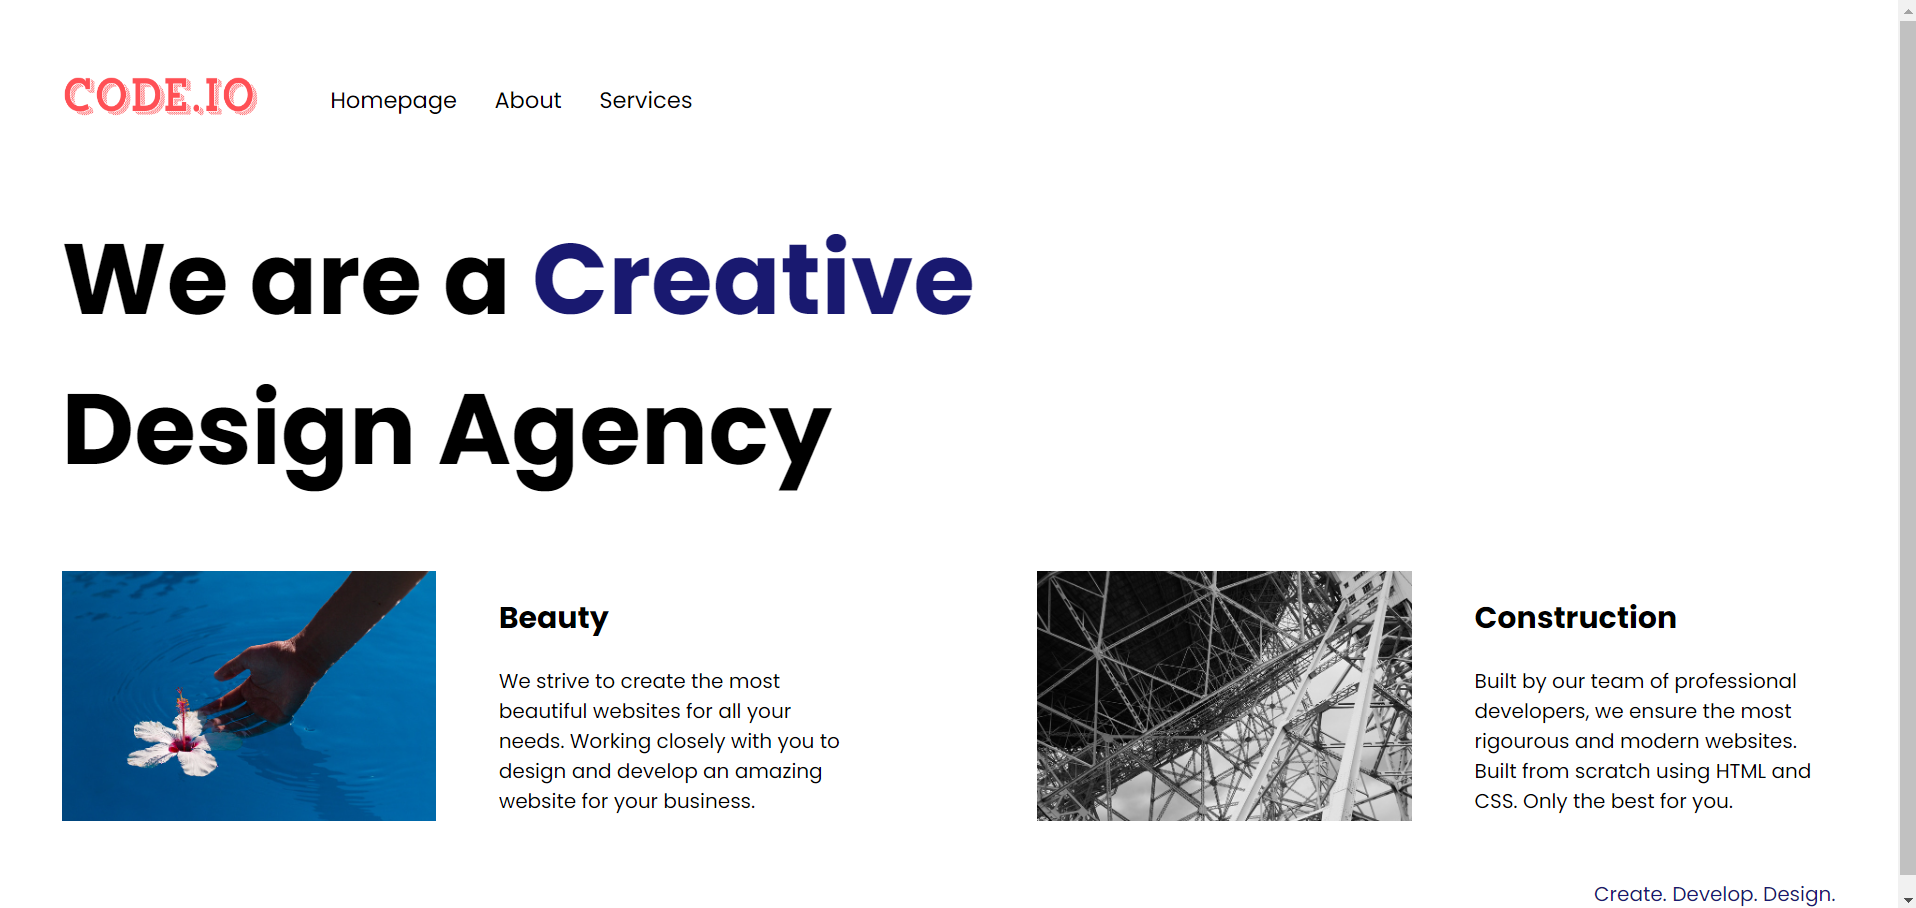 CODE.IO
Homepage About Services
We are a Creative
Design Agency
Beauty
We strive to create the most
beautiful websites for all your
needs. Working closely with you to
design and develop an amazing
website for your business.
Construction
Built by our team of professional
developers, we ensure the most
rigourous and modern websites.
Built from scratch using HTML and
CSS. Only the best for you.
Create. Develop. Design.